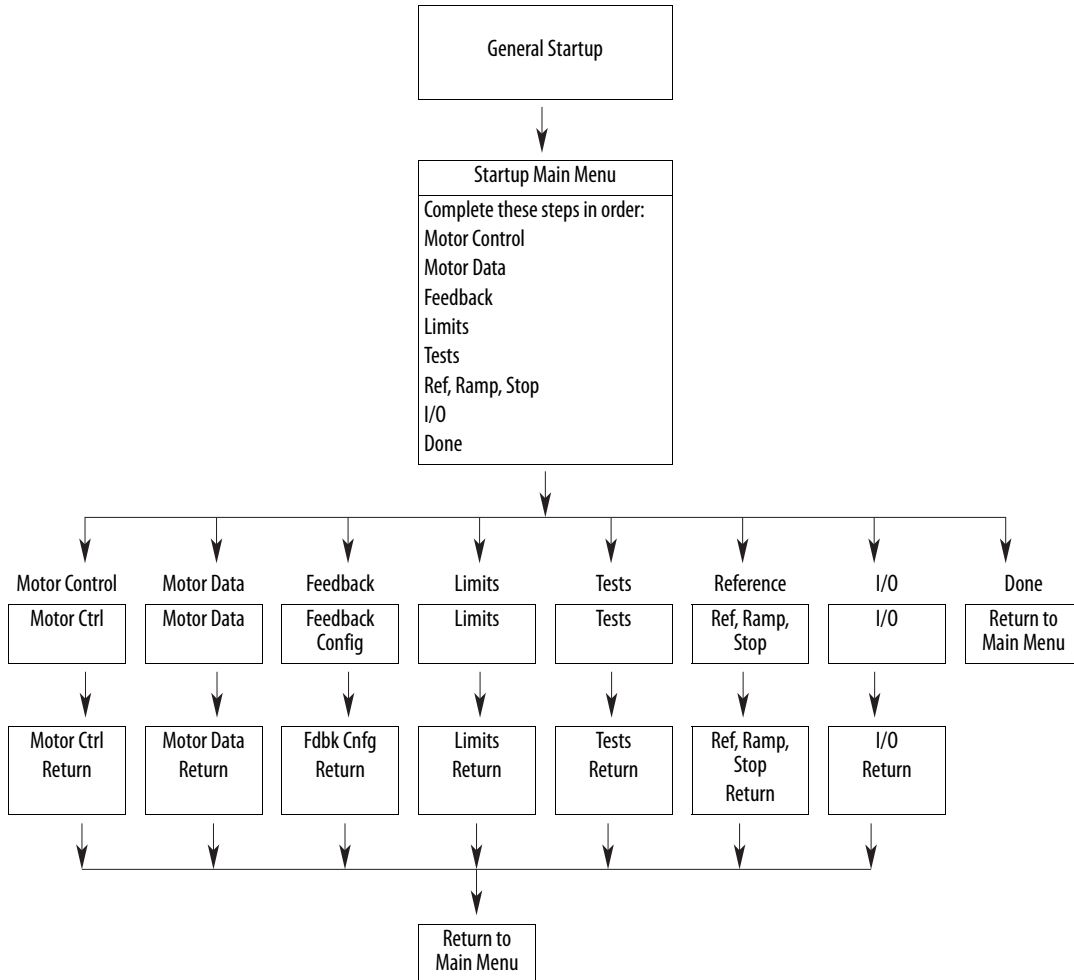 General Startup
Startup Main Menu
Complete these steps in order:
Motor Control
Motor Data
Feedback
Limits
Tests
Ref, Ramp, Stop
I/O
Done
Motor Control
Motor Data
Feedback
Limits
Tests
Reference
I/O
Done
Motor Ctrl
Motor Data
Feedback
Config
Limits
Tests
Ref, Ramp,
Stop
I/O
Return to
Main Menu
Motor Ctrl
Return
Motor Data
Return
Fdbk Cnfg
Return
Limits
Return
Tests
Return
Ref, Ramp,
Stop
Return
I/O
Return
Return to
Main Menu